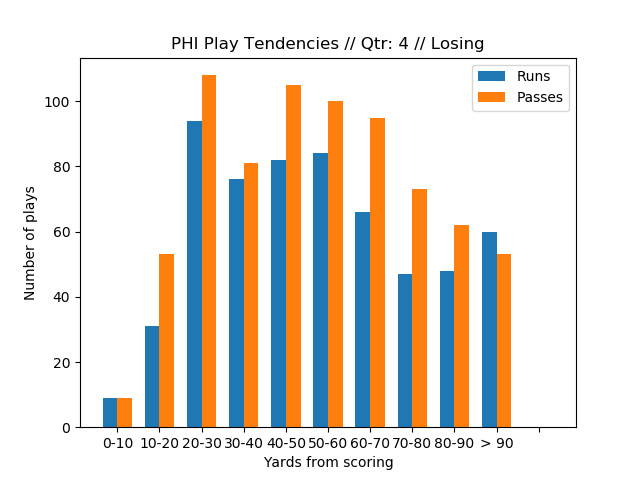 PHI Play Tendencies // Qtr: 4 // Losing
Runs
Passes
Number of plays
100
80
60
40
20
0
0-10 10-20 20-30 30-40 40-50 50-60 60-70 70-80 80-90 > 90
Yards from scoring